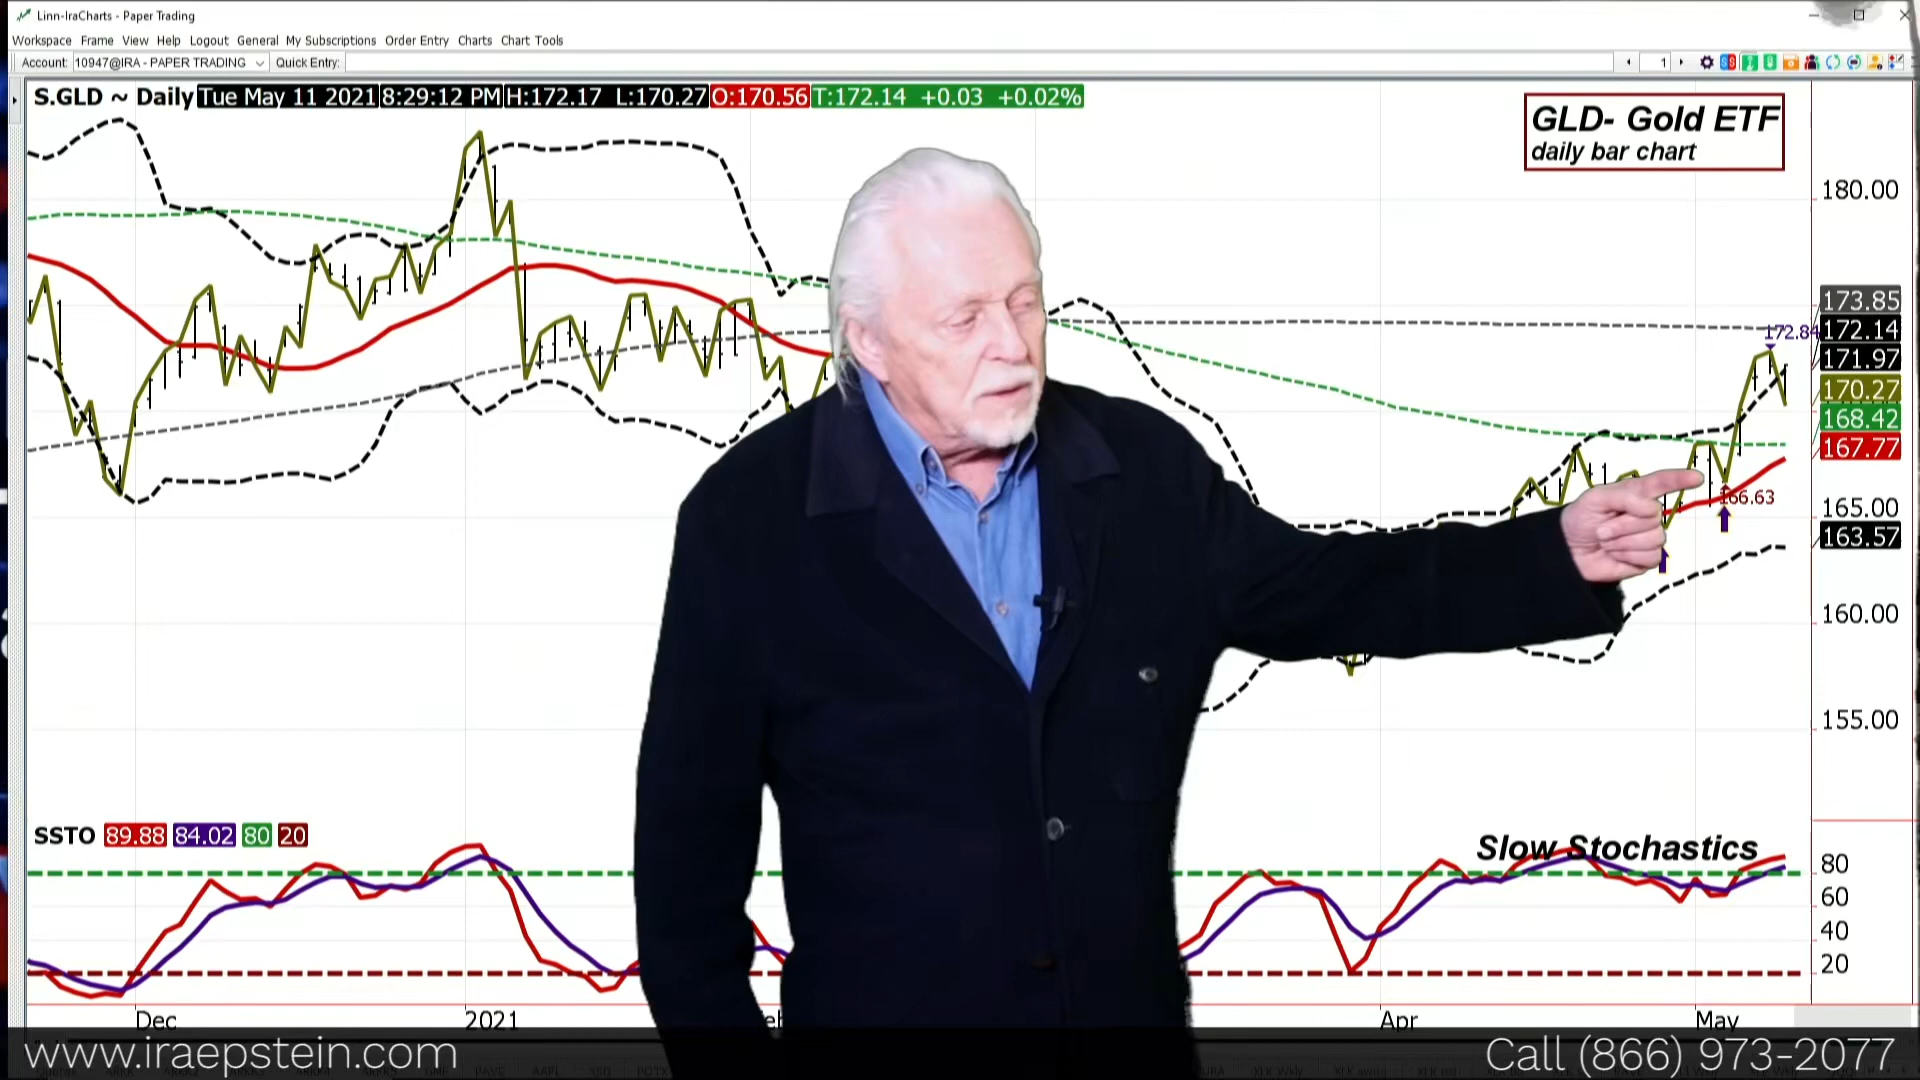 Linn-IraCharts - Paper Trading
Workspace Frame View Help Logout General My Subscriptions Order Entry Charts Chart Tools
Account: 10947@IRA - PAPER TRADING Quick Entry: 1
S.GLD ~ Daily Tue May 11 2021 8:29:12 PM H:172.17 L:170.27 O:170.56 T:172.14 +0.03 +0.02%
GLD- Gold ETF
daily bar chart
180.00
173.85
172.84
172.14
171.97
170.27
168.42
167.77
166.63
165.00
163.57
160.00
155.00
SSTO 89.88 84.02 80 20
Slow Stochastics
80
60
40
20
Dec 2021 Apr May
www.iraepstein.com Call (866) 973-2077